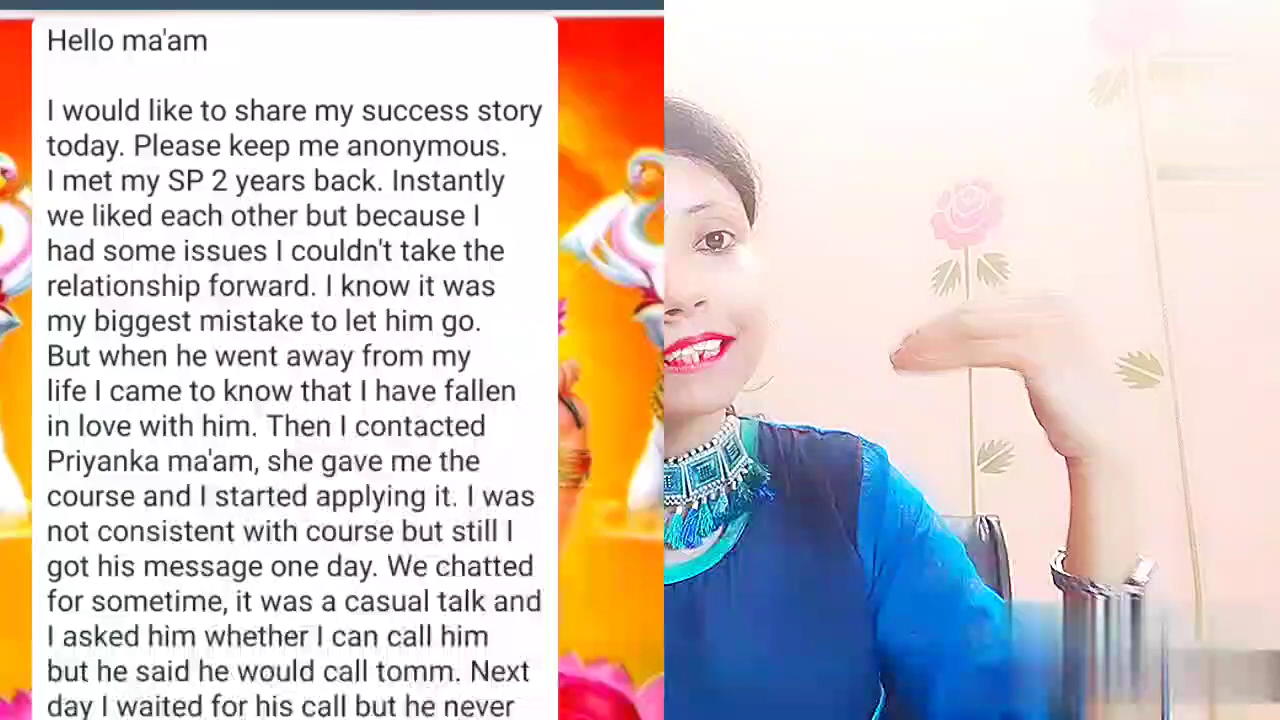 Hello ma'am
I would like to share my success story
today. Please keep me anonymous.
I met my SP 2 years back. Instantly
we liked each other but because I
had some issues I couldn't take the
relationship forward. I know it was
my biggest mistake to let him go.
But when he went away from my
life I came to know that I have fallen
in love with him. Then I contacted
Priyanka ma'am, she gave me the
course and I started applying it. I was
not consistent with course but still I
got his message one day. We chatted
for sometime, it was a casual talk and
I asked him whether I can call him
but he said he would call tomm. Next
day I waited for his call but he never